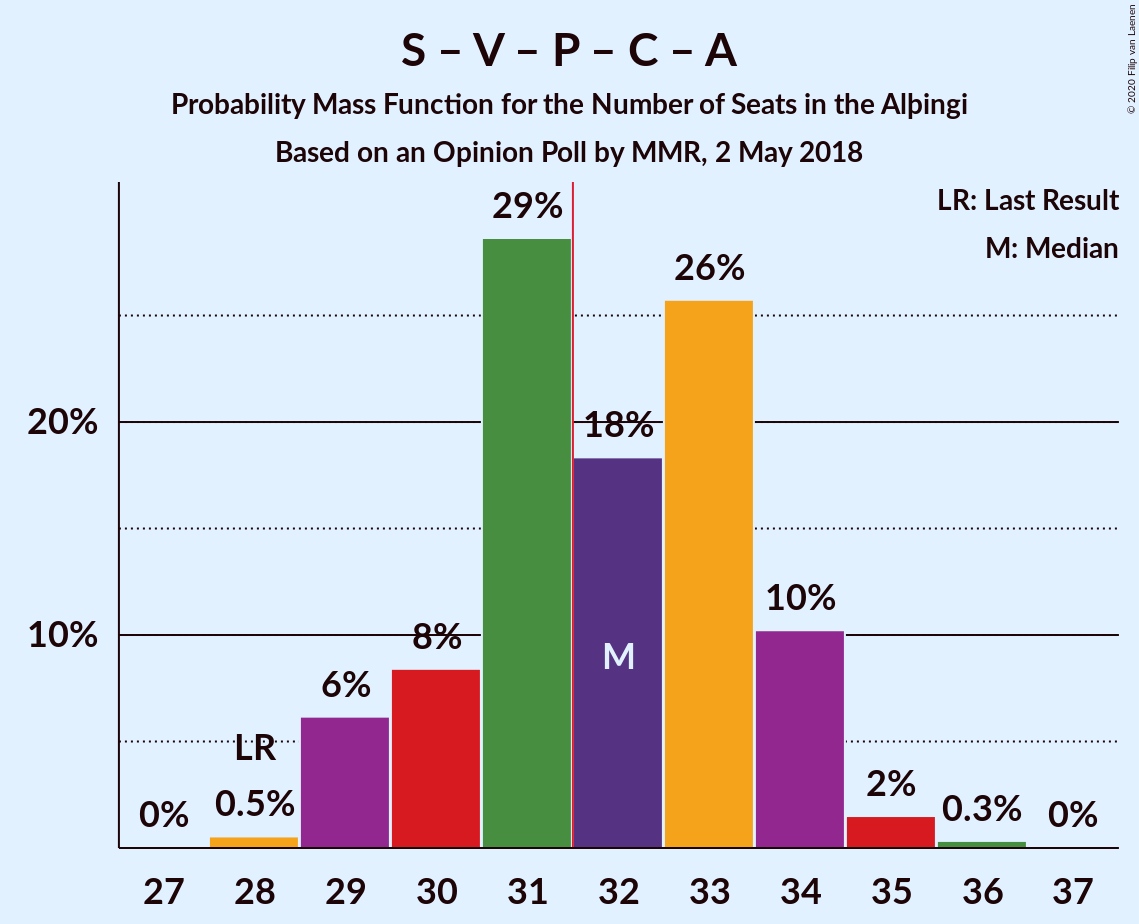 S – V – P – C – A
Probability Mass Function for the Number of Seats in the Alþingi
Based on an Opinion Poll by MMR, 2 May 2018
© 2020 Filip van Laenen
LR: Last Result
M: Median
29%
26%
20%
18%
10%
10%
8%
M
6%
LR
2%
0%
0.5%
0.3%
0%
27 28 29 30 31 32 33 34 35 36 37